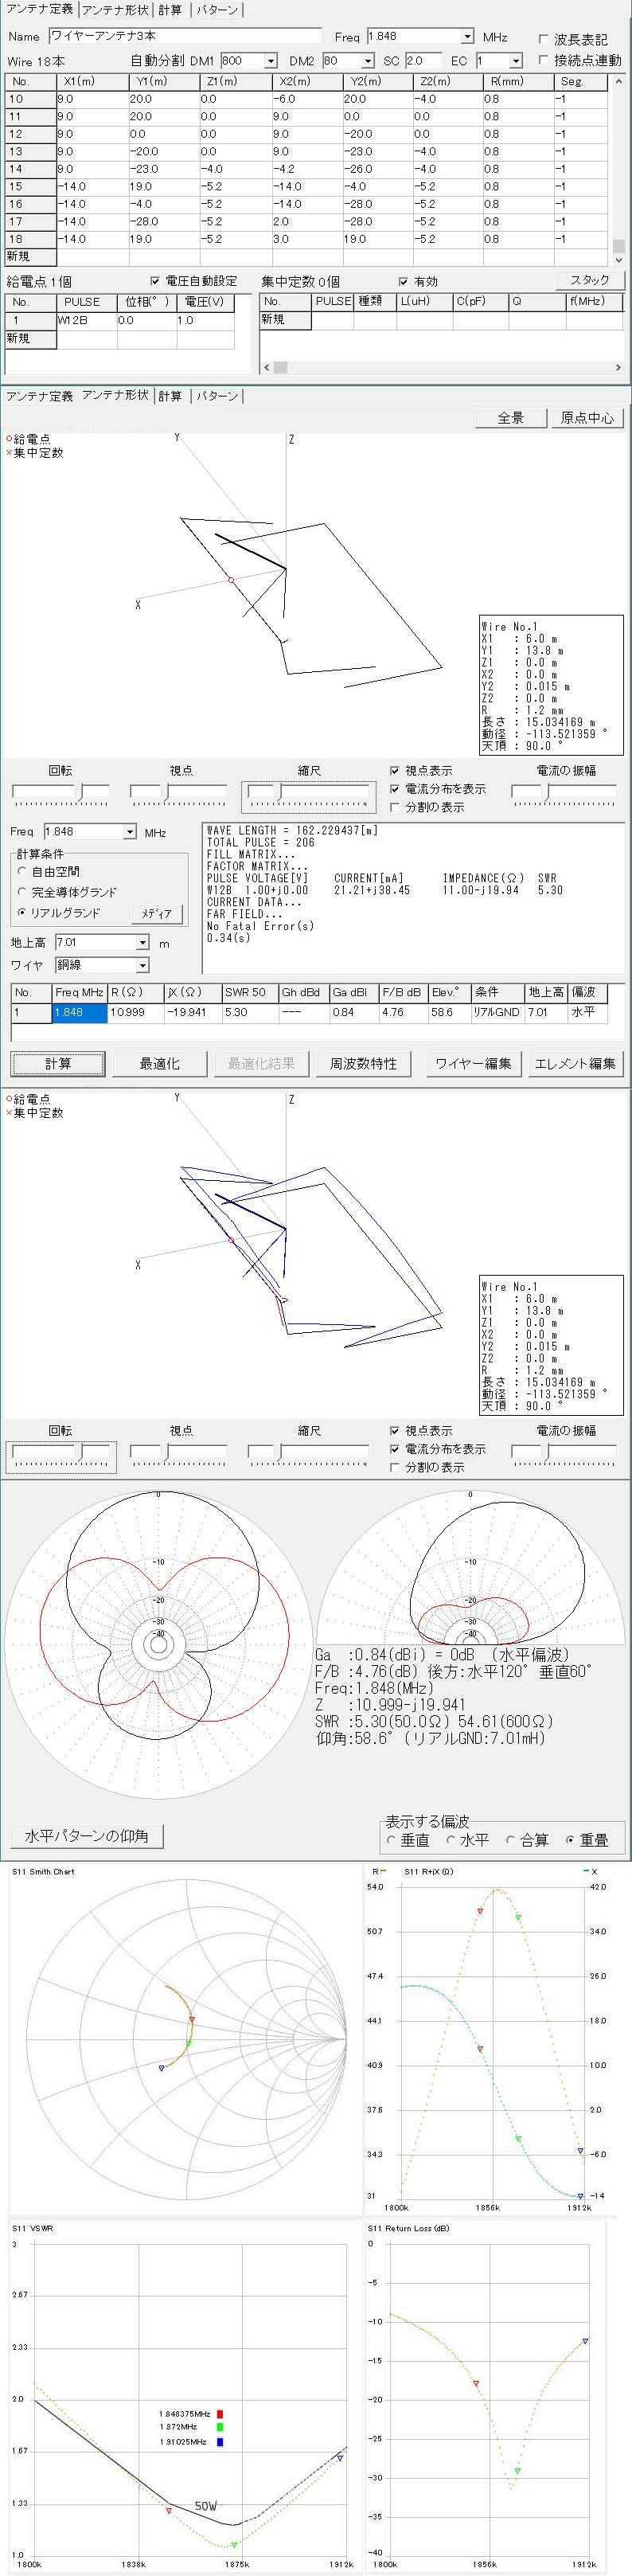 アンテナ定義 アンテナ形状 計算 パターン
Name ワイヤーアンテナ3本 Freq 1.848 MHz 波長表記
Wire 18本 自動分割 DM1 800 DM2 80 SC 2.0 EC 1 接続点連動
No. X1(m) Y1(m) Z1(m) X2(m) Y2(m) Z2(m) R(mm) Seg.
10 9.0 20.0 0.0 -6.0 20.0 -4.0 0.8 -1
11 9.0 20.0 0.0 9.0 0.0 0.0 0.8 -1
12 9.0 0.0 0.0 9.0 -20.0 0.0 0.8 -1
13 9.0 -20.0 0.0 9.0 -23.0 -4.0 0.8 -1
14 9.0 -23.0 -4.0 -4.2 -26.0 -4.0 0.8 -1
15 -14.0 19.0 -5.2 -14.0 -4.0 -5.2 0.8 -1
16 -14.0 -4.0 -5.2 -14.0 -28.0 -5.2 0.8 -1
17 -14.0 -28.0 -5.2 2.0 -28.0 -5.2 0.8 -1
18 -14.0 19.0 -5.2 3.0 19.0 -5.2 0.8 -1
新規
給電点 1個 電圧自動設定 集中定数 0個 有効 スタック
No. PULSE 位相(°) 電圧(V) No. PULSE 種類 L(uH) C(pF) Q f(MHz)
1 W12B 0.0 1.0 新規
新規
アンテナ定義 アンテナ形状 計算 パターン
全景 原点中心
○給電点
×集中定数
Y Z
X
Wire No.1
X1 : 6.0 m
Y1 : 13.8 m
Z1 : 0.0 m
X2 : 0.0 m
Y2 : 0.015 m
Z2 : 0.0 m
R : 1.2 mm
長さ : 15.034169 m
動径 : -113.521359 °
天頂 : 90.0 °
回転 視点 縮尺 視点表示 電流の振幅
電流分布を表示
分割の表示
Freq 1.848 MHz
計算条件
自由空間
完全導体グランド
リアルグランド メディア
地上高 7.01 m
ワイヤ 銅線
WAVE LENGTH = 162.229437[m]
TOTAL PULSE = 206
FILL MATRIX...
FACTOR MATRIX...
PULSE VOLTAGE[V] CURRENT[mA] IMPEDANCE(Ω) SWR
W12B 1.00+j0.00 21.21+j38.45 11.00-j19.94 5.30
CURRENT DATA...
FAR FIELD...
No Fatal Error(s)
0.34(s)
No. Freq MHz R (Ω) jX (Ω) SWR 50 Gh dBd Ga dBi F/B dB Elev.° 条件 地上高 偏波
1 1.848 10.999 -19.941 5.30 --- 0.84 4.76 58.6 リアルGND 7.01 水平
計算 最適化 最適化結果 周波数特性 ワイヤー編集 エレメント編集
○給電点
×集中定数
Y Z
X
Wire No.1
X1 : 6.0 m
Y1 : 13.8 m
Z1 : 0.0 m
X2 : 0.0 m
Y2 : 0.015 m
Z2 : 0.0 m
R : 1.2 mm
長さ : 15.034169 m
動径 : -113.521359 °
天頂 : 90.0 °
回転 視点 縮尺 視点表示 電流の振幅
電流分布を表示
分割の表示
0 0
-10 -10
-20 -20
-30 -30
-40 -40
Ga :0.84(dBi) = 0dB (水平偏波)
F/B :4.76(dB) 後方:水平120° 垂直60°
Freq:1.848(MHz)
Z :10.999-j19.941
SWR :5.30(50.0Ω) 54.61(600Ω)
仰角:58.6° (リアルGND:7.01mH)
水平パターンの仰角
表示する偏波
垂直 水平 合算 重畳
S11 Smith Chart
R S11 R+jX (Ω) X
54.0 42.0
50.7 34.0
47.4 26.0
44.1 18.0
40.9 10.0
37.6 2.0
34.3 -6.0
31 -14
1800k 1856k 1912k
S11 VSWR
3
2.67
2.33
2.0
1.67
1.33
1.0
1.848375MHz
1.872MHz
1.91025MHz
50W
1800k 1838k 1875k 1912k
S11 Return Loss (dB)
0
-5
-10
-15
-20
-25
-30
-35
-40
1800k 1856k 1912k